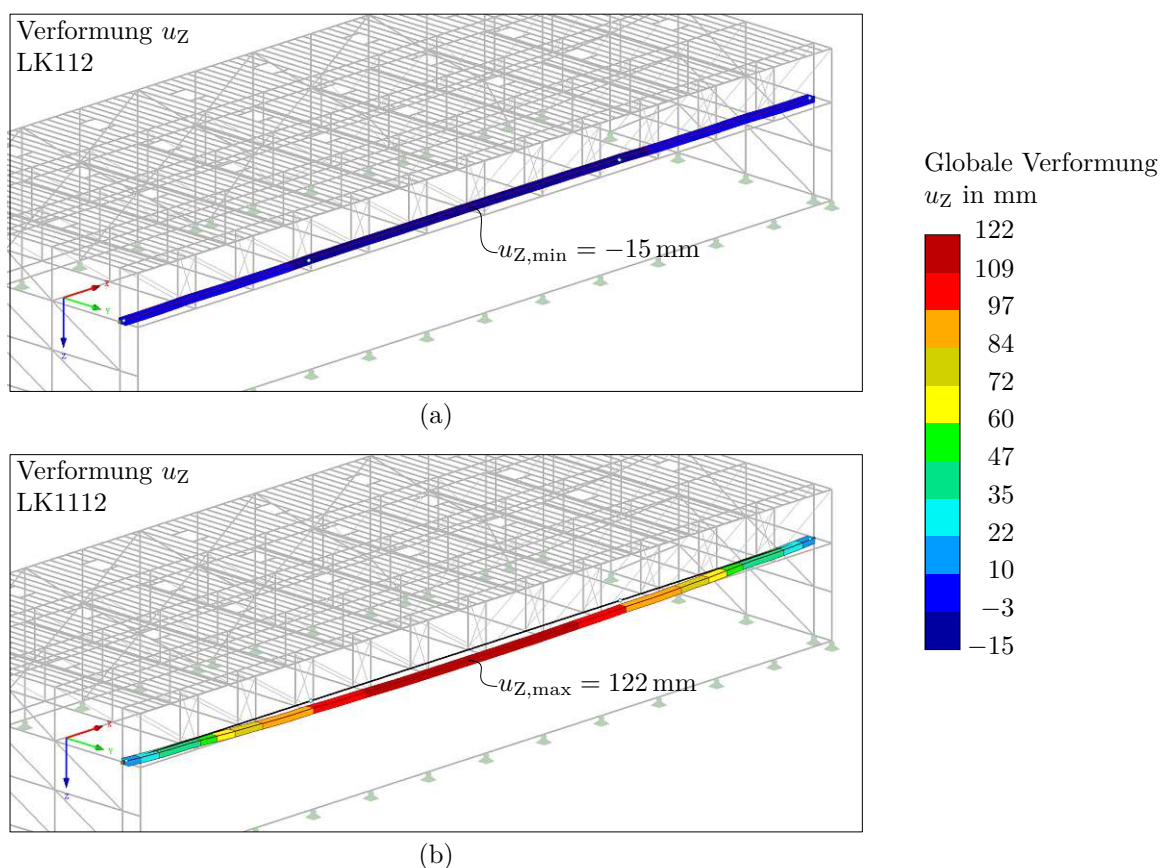 Verformung uZ
LK112
uZ,min = −15 mm
X
Y
Z
(a)
Verformung uZ
LK1112
uZ,max = 122 mm
X
Y
Z
(b)
Globale Verformung
uZ in mm
122
109
97
84
72
60
47
35
22
10
−3
−15